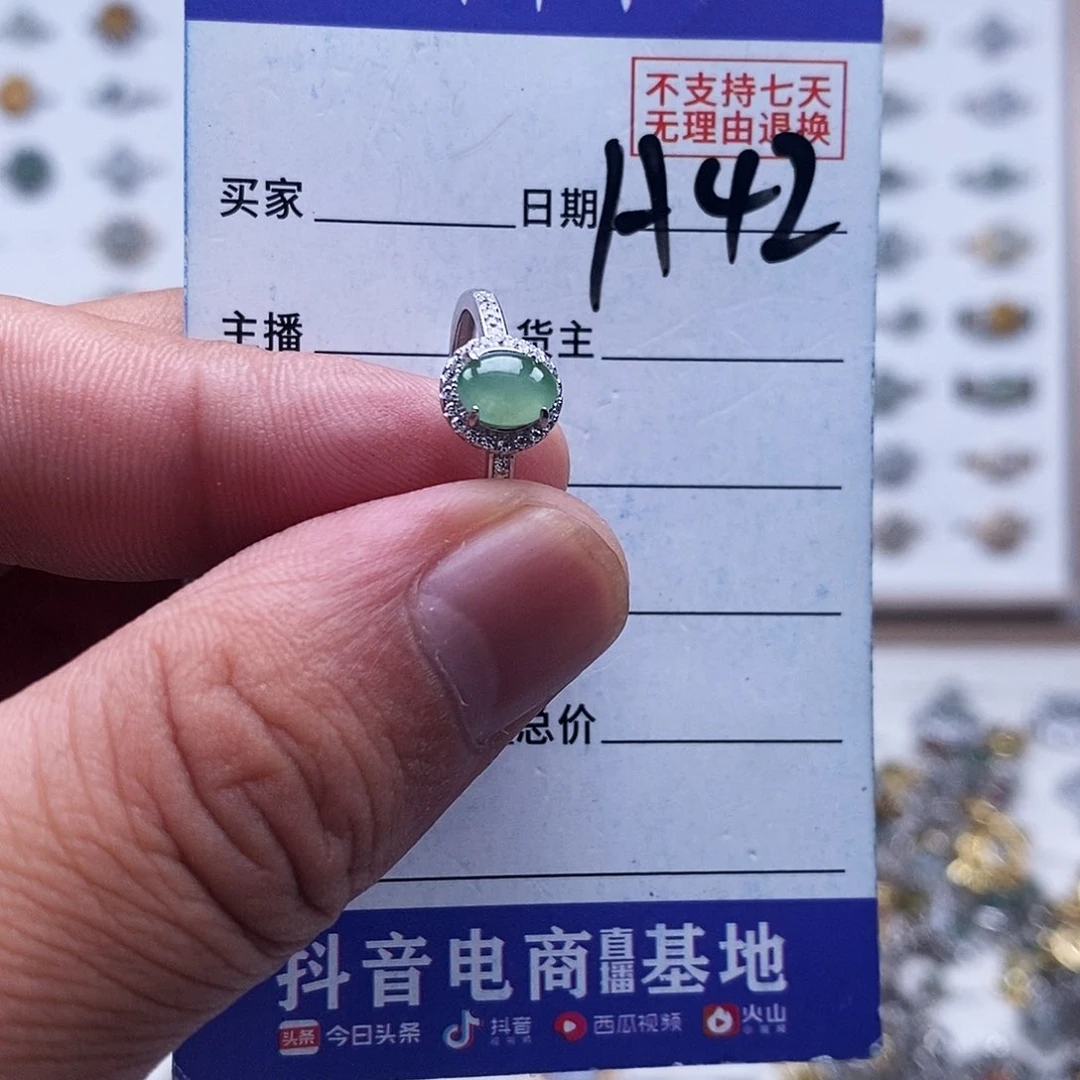 不支持七天
无理由退换
买家 日期 H42
主播 货主
总价
抖音电商直播基地
头条 今日头条 抖音 西瓜视频 火山